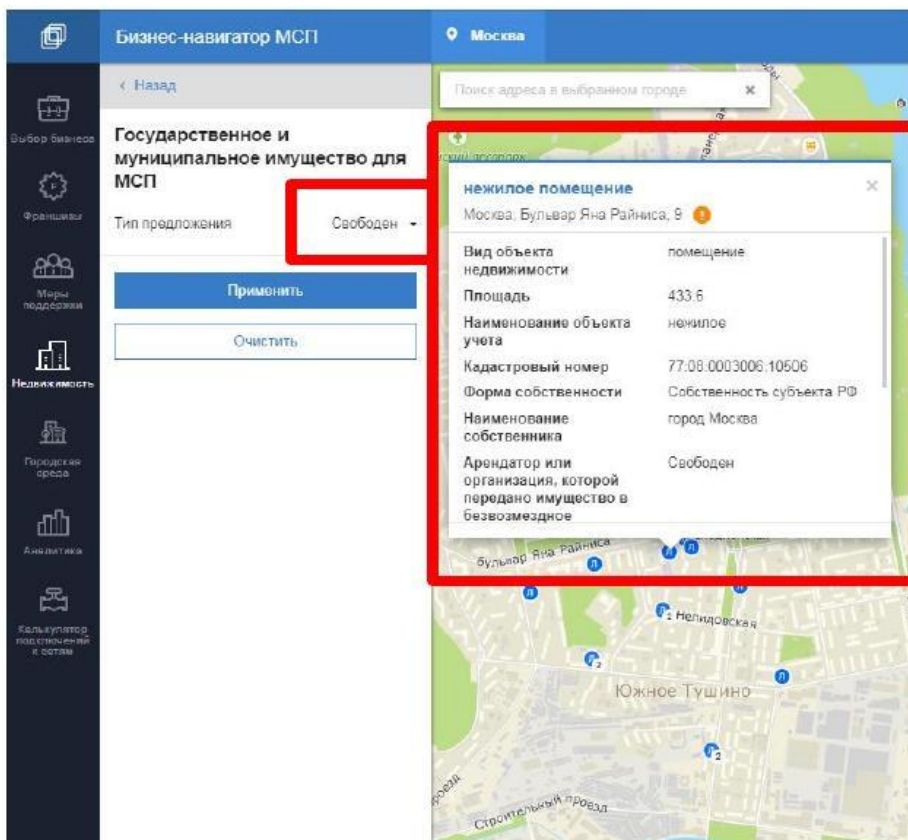 Бизнес-навигатор МСП
Москва
Назад
Поиск адреса в выбранном городе
Выбор бизнеса
Государственное и
муниципальное имущество для
МСП
Франшизы
Тип предложения
Свободен
Меры
поддержки
Применить
Очистить
Недвижимость
Городская
среда
Аналитика
Калькулятор
подключений
к сетям
нежилое помещение
Москва, Бульвар Яна Райниса, 9
Вид объекта
недвижимости
помещение
Площадь
433.6
Наименование объекта
учета
нежилое
Кадастровый номер
77:08:0003006:10506
Форма собственности
Собственность субъекта РФ
Наименование
собственника
город Москва
Арендатор или
организация, которой
передано имущество в
безвозмездное
Свободен
бульвар Яна Райниса
Нелидовская
Южное Тушино
Строительный проезд